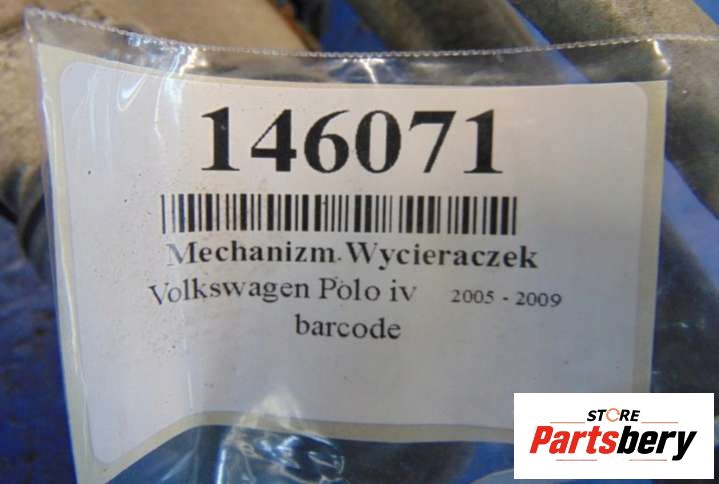 146071
Mechanizm Wycieraczek
Volkswagen Polo iv 2005 - 2009
barcode
STORE
Partsbery